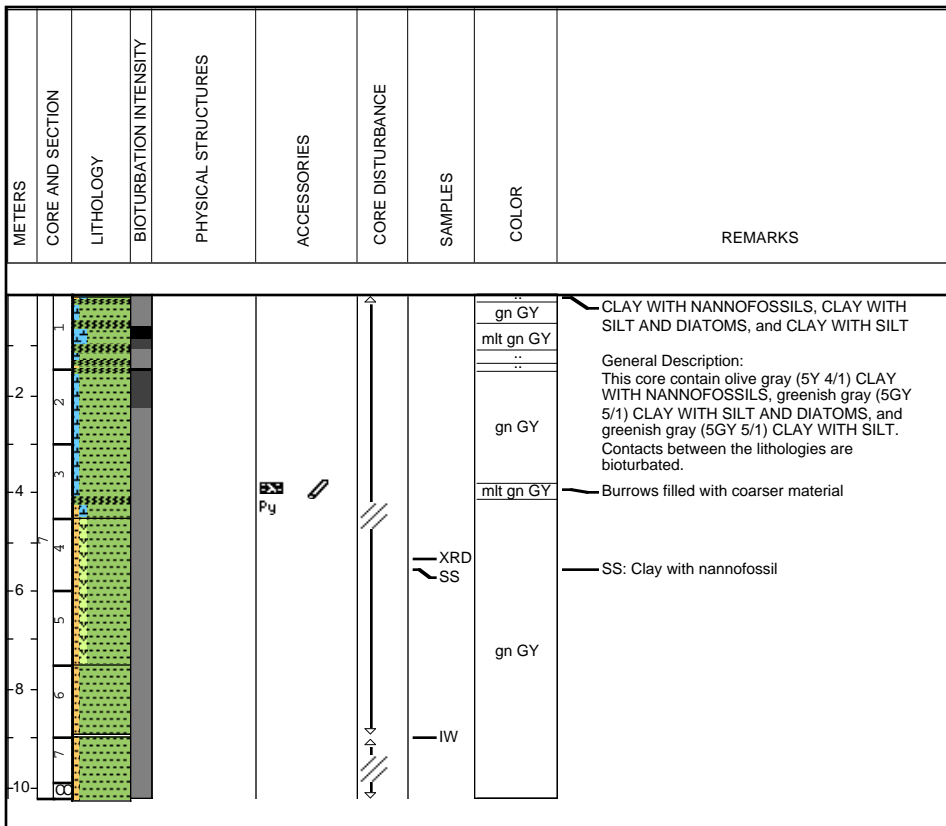 METERS
CORE AND SECTION
LITHOLOGY
BIOTURBATION INTENSITY
PHYSICAL STRUCTURES
ACCESSORIES
CORE DISTURBANCE
SAMPLES
COLOR
REMARKS
2
4
6
8
10
7
1
2
3
4
5
6
7
8
Py
XRD
SS
IW
..
gn GY
mlt gn GY
..
..
gn GY
mlt gn GY
gn GY
CLAY WITH NANNOFOSSILS, CLAY WITH
SILT AND DIATOMS, and CLAY WITH SILT
General Description:
This core contain olive gray (5Y 4/1) CLAY
WITH NANNOFOSSILS, greenish gray (5GY
5/1) CLAY WITH SILT AND DIATOMS, and
greenish gray (5GY 5/1) CLAY WITH SILT.
Contacts between the lithologies are
bioturbated.
Burrows filled with coarser material
SS: Clay with nannofossil